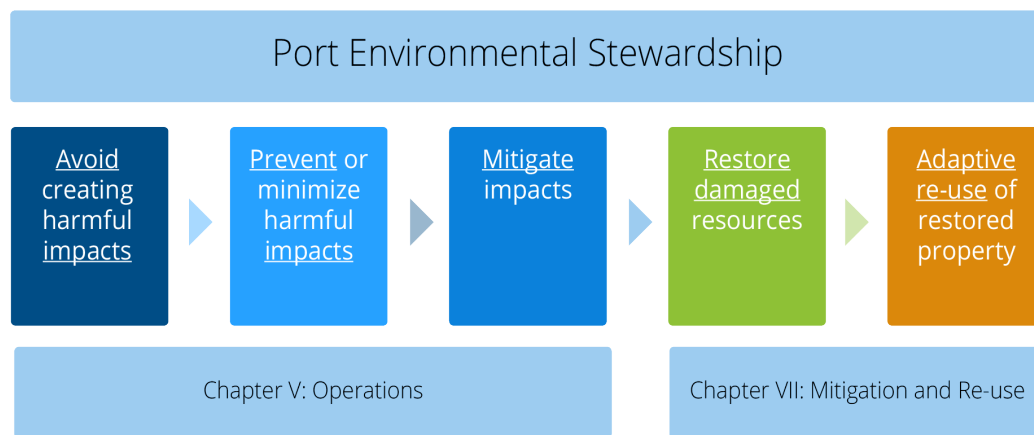 Port Environmental Stewardship
Avoid
creating
harmful
impacts
Prevent or
minimize
harmful
impacts
Mitigate
impacts
Restore
damaged
resources
Adaptive
re-use of
restored
property
Chapter V: Operations
Chapter VII: Mitigation and Re-use